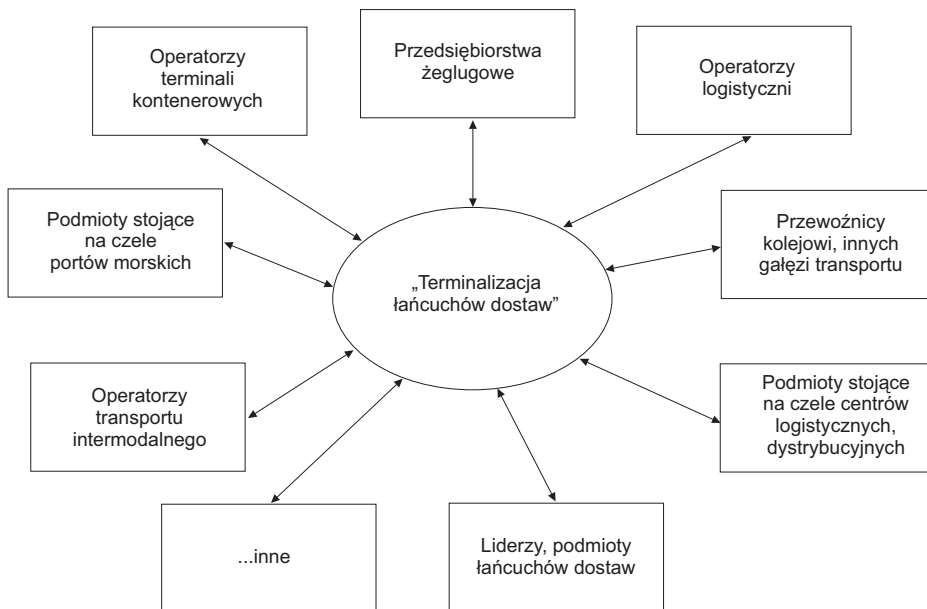 Operatorzy
terminali
kontenerowych
Przedsiębiorstwa
żeglugowe
Operatorzy
logistyczni
Podmioty stojące
na czele
portów morskich
„Terminalizacja
łańcuchów dostaw”
Przewoźnicy
kolejowi, innych
gałęzi transportu
Operatorzy
transportu
intermodalnego
Podmioty stojące
na czele centrów
logistycznych,
dystrybucyjnych
...inne
Liderzy, podmioty
łańcuchów dostaw